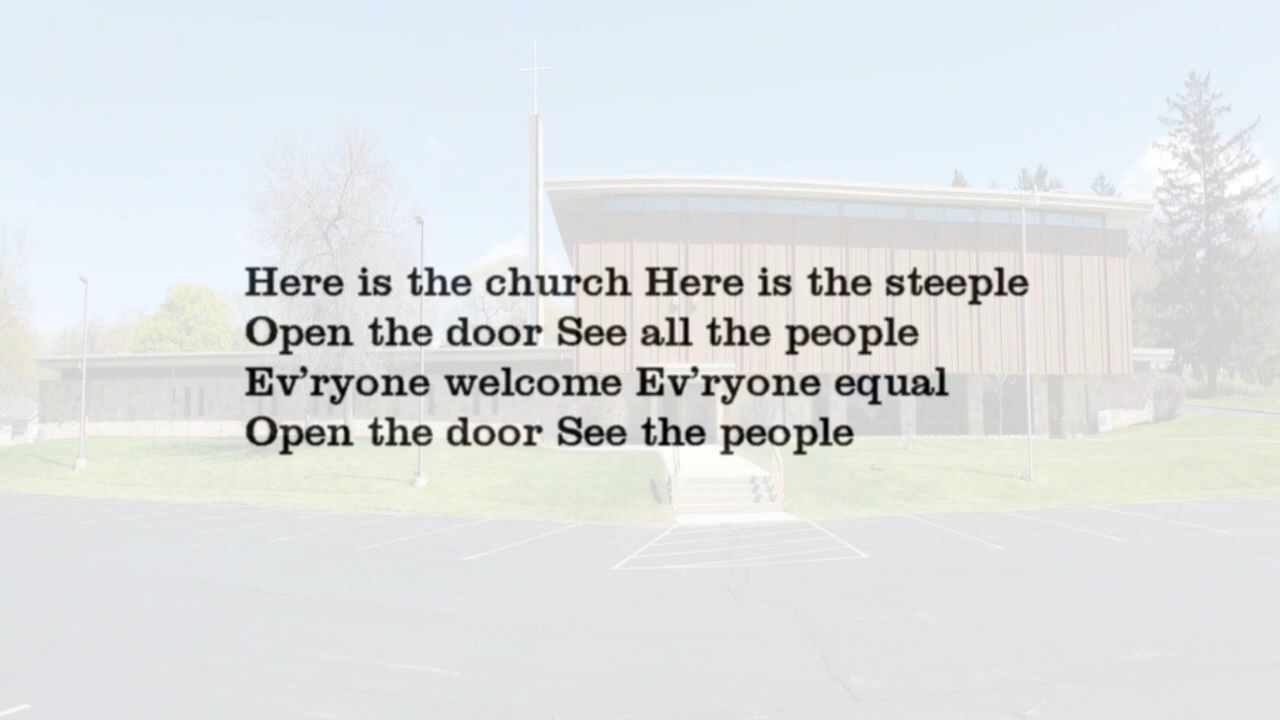 Here is the church Here is the steeple
Open the door See all the people
Ev’ryone welcome Ev’ryone equal
Open the door See the people